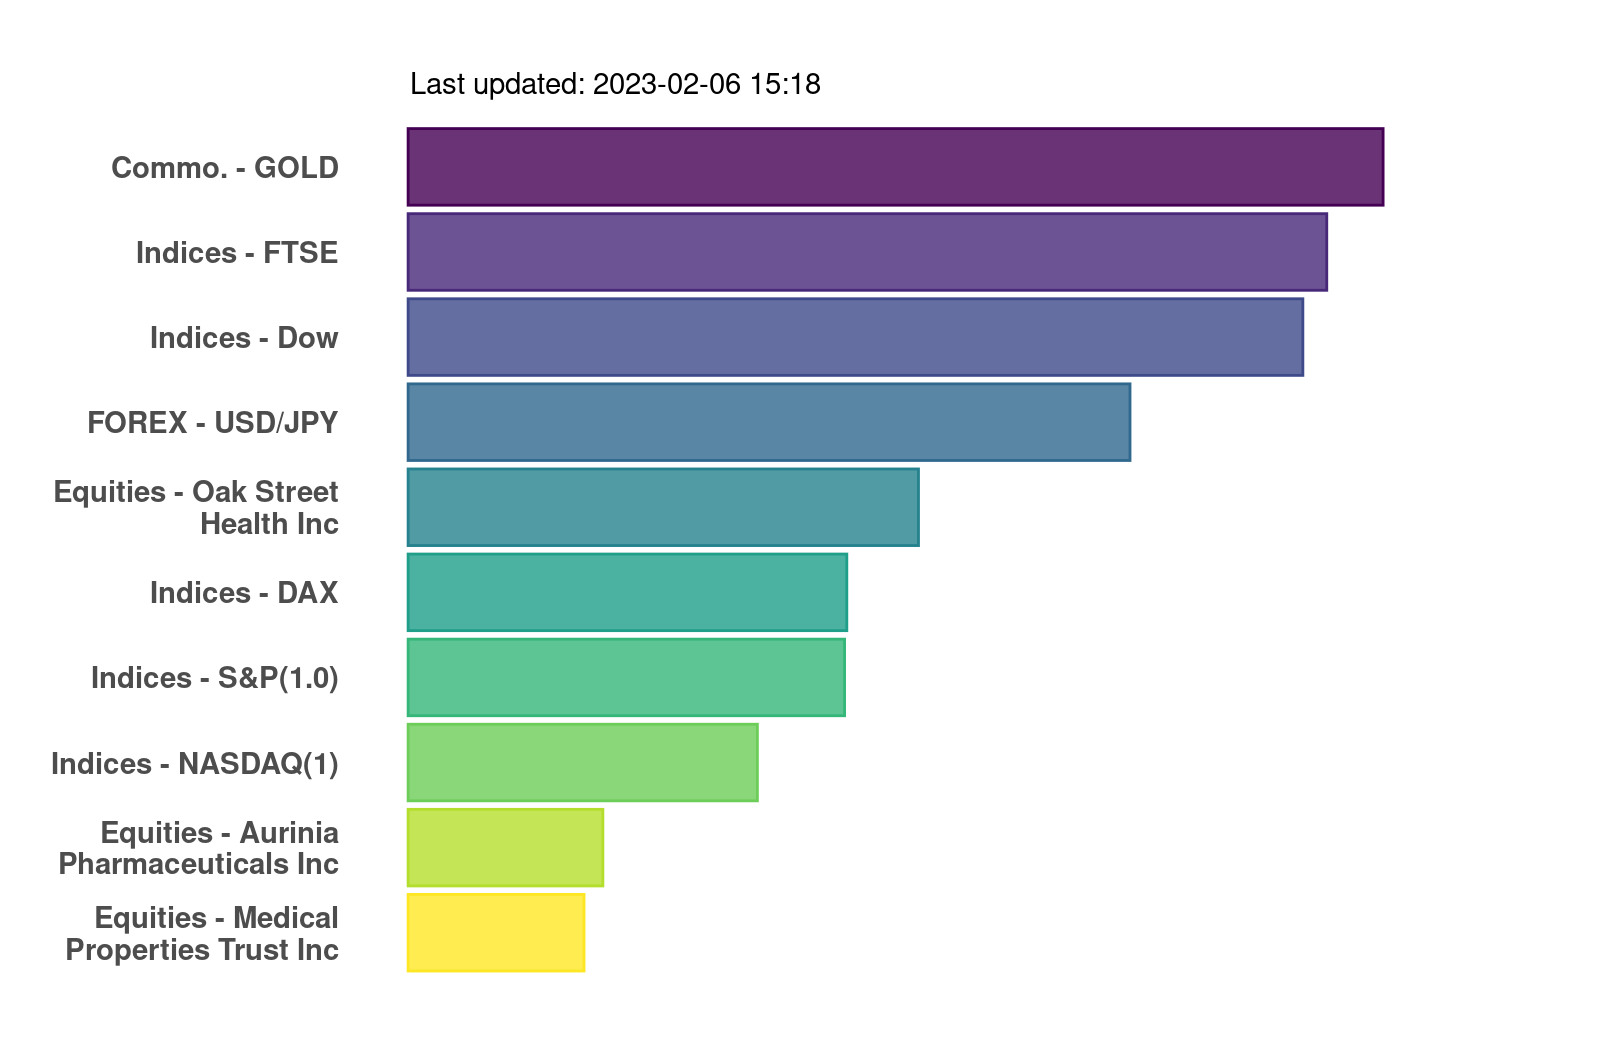 Last updated: 2023-02-06 15:18
Commo. - GOLD
Indices - FTSE
Indices - Dow
FOREX - USD/JPY
Equities - Oak Street
Health Inc
Indices - DAX
Indices - S&P(1.0)
Indices - NASDAQ(1)
Equities - Aurinia
Pharmaceuticals Inc
Equities - Medical
Properties Trust Inc